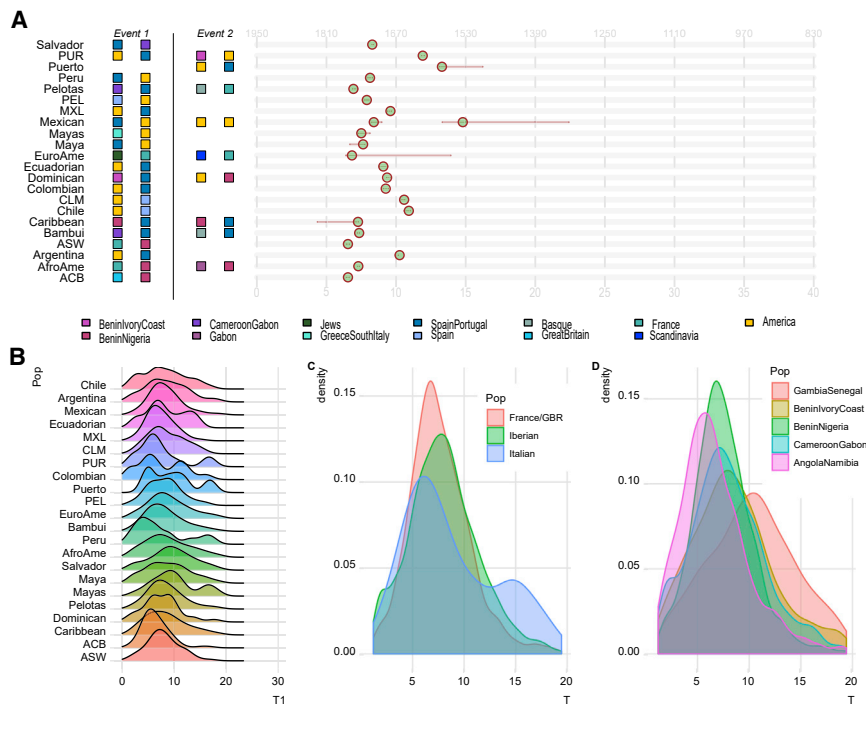 A
Event 1 Event 2
1950 1810 1670 1530 1390 1250 1110 970 830
Salvador
PUR
Puerto
Peru
Pelotas
PEL
MXL
Mexican
Mayas
Maya
EuroAme
Ecuadorian
Dominican
Colombian
CLM
Chile
Caribbean
Bambui
ASW
Argentina
AfroAme
ACB
0 5 10 15 20 25 30 35 40
BeninIvoryCoast CameroonGabon Jews SpainPortugal Basque France America
BeninNigeria Gabon GreeceSouthItaly Spain GreatBritain Scandinavia
B
Pop
Chile
Argentina
Mexican
Ecuadorian
MXL
CLM
PUR
Colombian
Puerto
PEL
EuroAme
Bambui
Peru
AfroAme
Salvador
Maya
Mayas
Pelotas
Dominican
Caribbean
ACB
ASW
0 10 20 30
T1
C
density
0.15
0.10
0.05
0.00
Pop
France/GBR
Iberian
Italian
5 10 15 20
T
D
density
0.15
0.10
0.05
0.00
Pop
GambiaSenegal
BeninIvoryCoast
BeninNigeria
CameroonGabon
AngolaNamibia
5 10 15 20
T